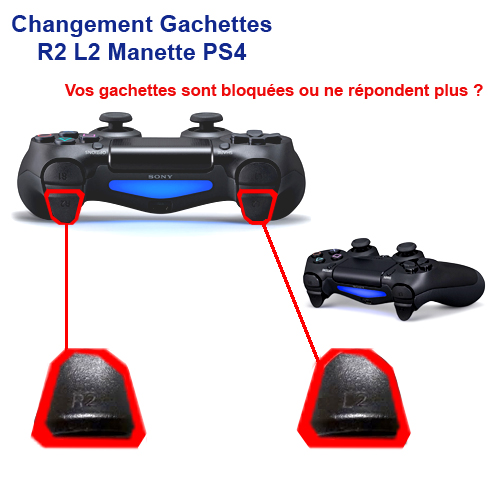 Changement Gachettes
R2 L2 Manette PS4
Vos gachettes sont bloquées ou ne répondent plus ?
SONY
R2
L2